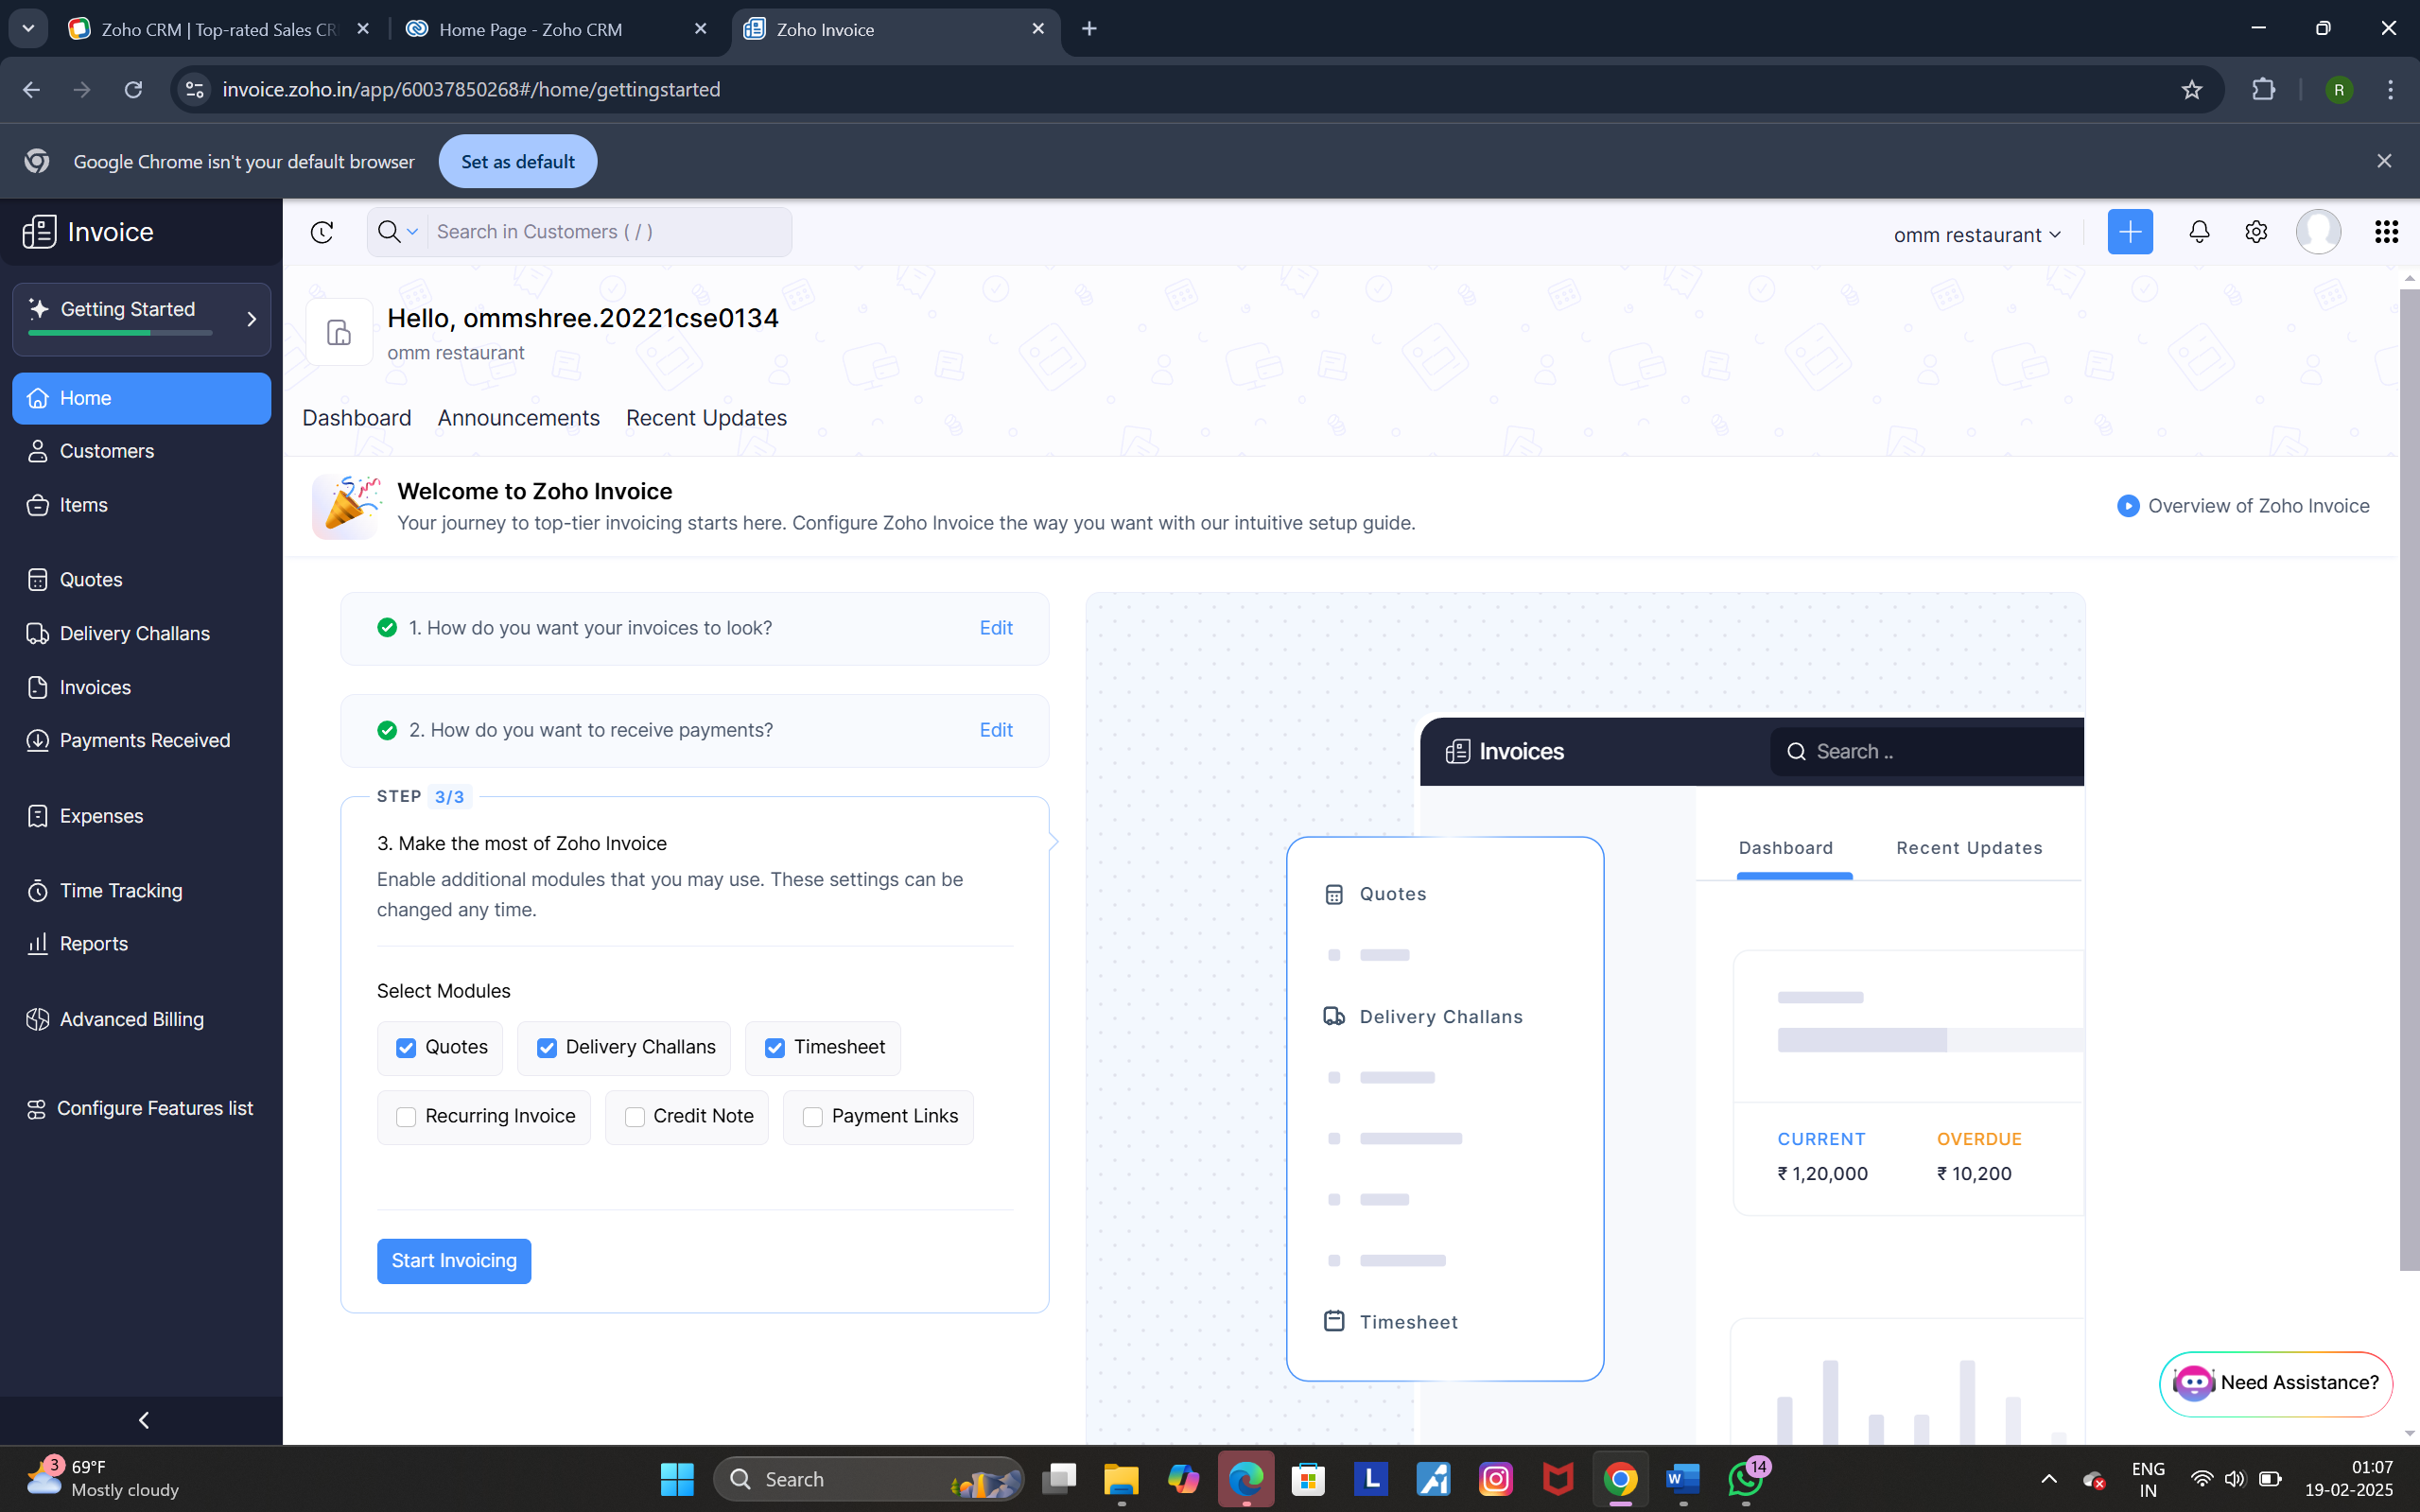 Zoho CRM | Top-rated Sales CR
Home Page - Zoho CRM
Zoho Invoice
invoice.zoho.in/app/60037850268#/home/gettingstarted
R
Google Chrome isn't your default browser
Set as default
Invoice
Search in Customers ( / )
omm restaurant
Getting Started
Hello, ommshree.20221cse0134
omm restaurant
Home
Customers
Items
Quotes
Delivery Challans
Invoices
Payments Received
Expenses
Time Tracking
Reports
Advanced Billing
Configure Features list
Dashboard Announcements Recent Updates
Welcome to Zoho Invoice
Your journey to top-tier invoicing starts here. Configure Zoho Invoice the way you want with our intuitive setup guide.
Overview of Zoho Invoice
1. How do you want your invoices to look?
Edit
2. How do you want to receive payments?
Edit
STEP 3/3
3. Make the most of Zoho Invoice
Enable additional modules that you may use. These settings can be
changed any time.
Select Modules
Quotes Delivery Challans Timesheet
Recurring Invoice Credit Note Payment Links
Start Invoicing
Invoices
Search ..
Dashboard Recent Updates
Quotes
Delivery Challans
Timesheet
CURRENT OVERDUE
₹ 1,20,000 ₹ 10,200
Need Assistance?
3
69°F
Mostly cloudy
Search
L
W
14
ENG
IN
01:07
19-02-2025